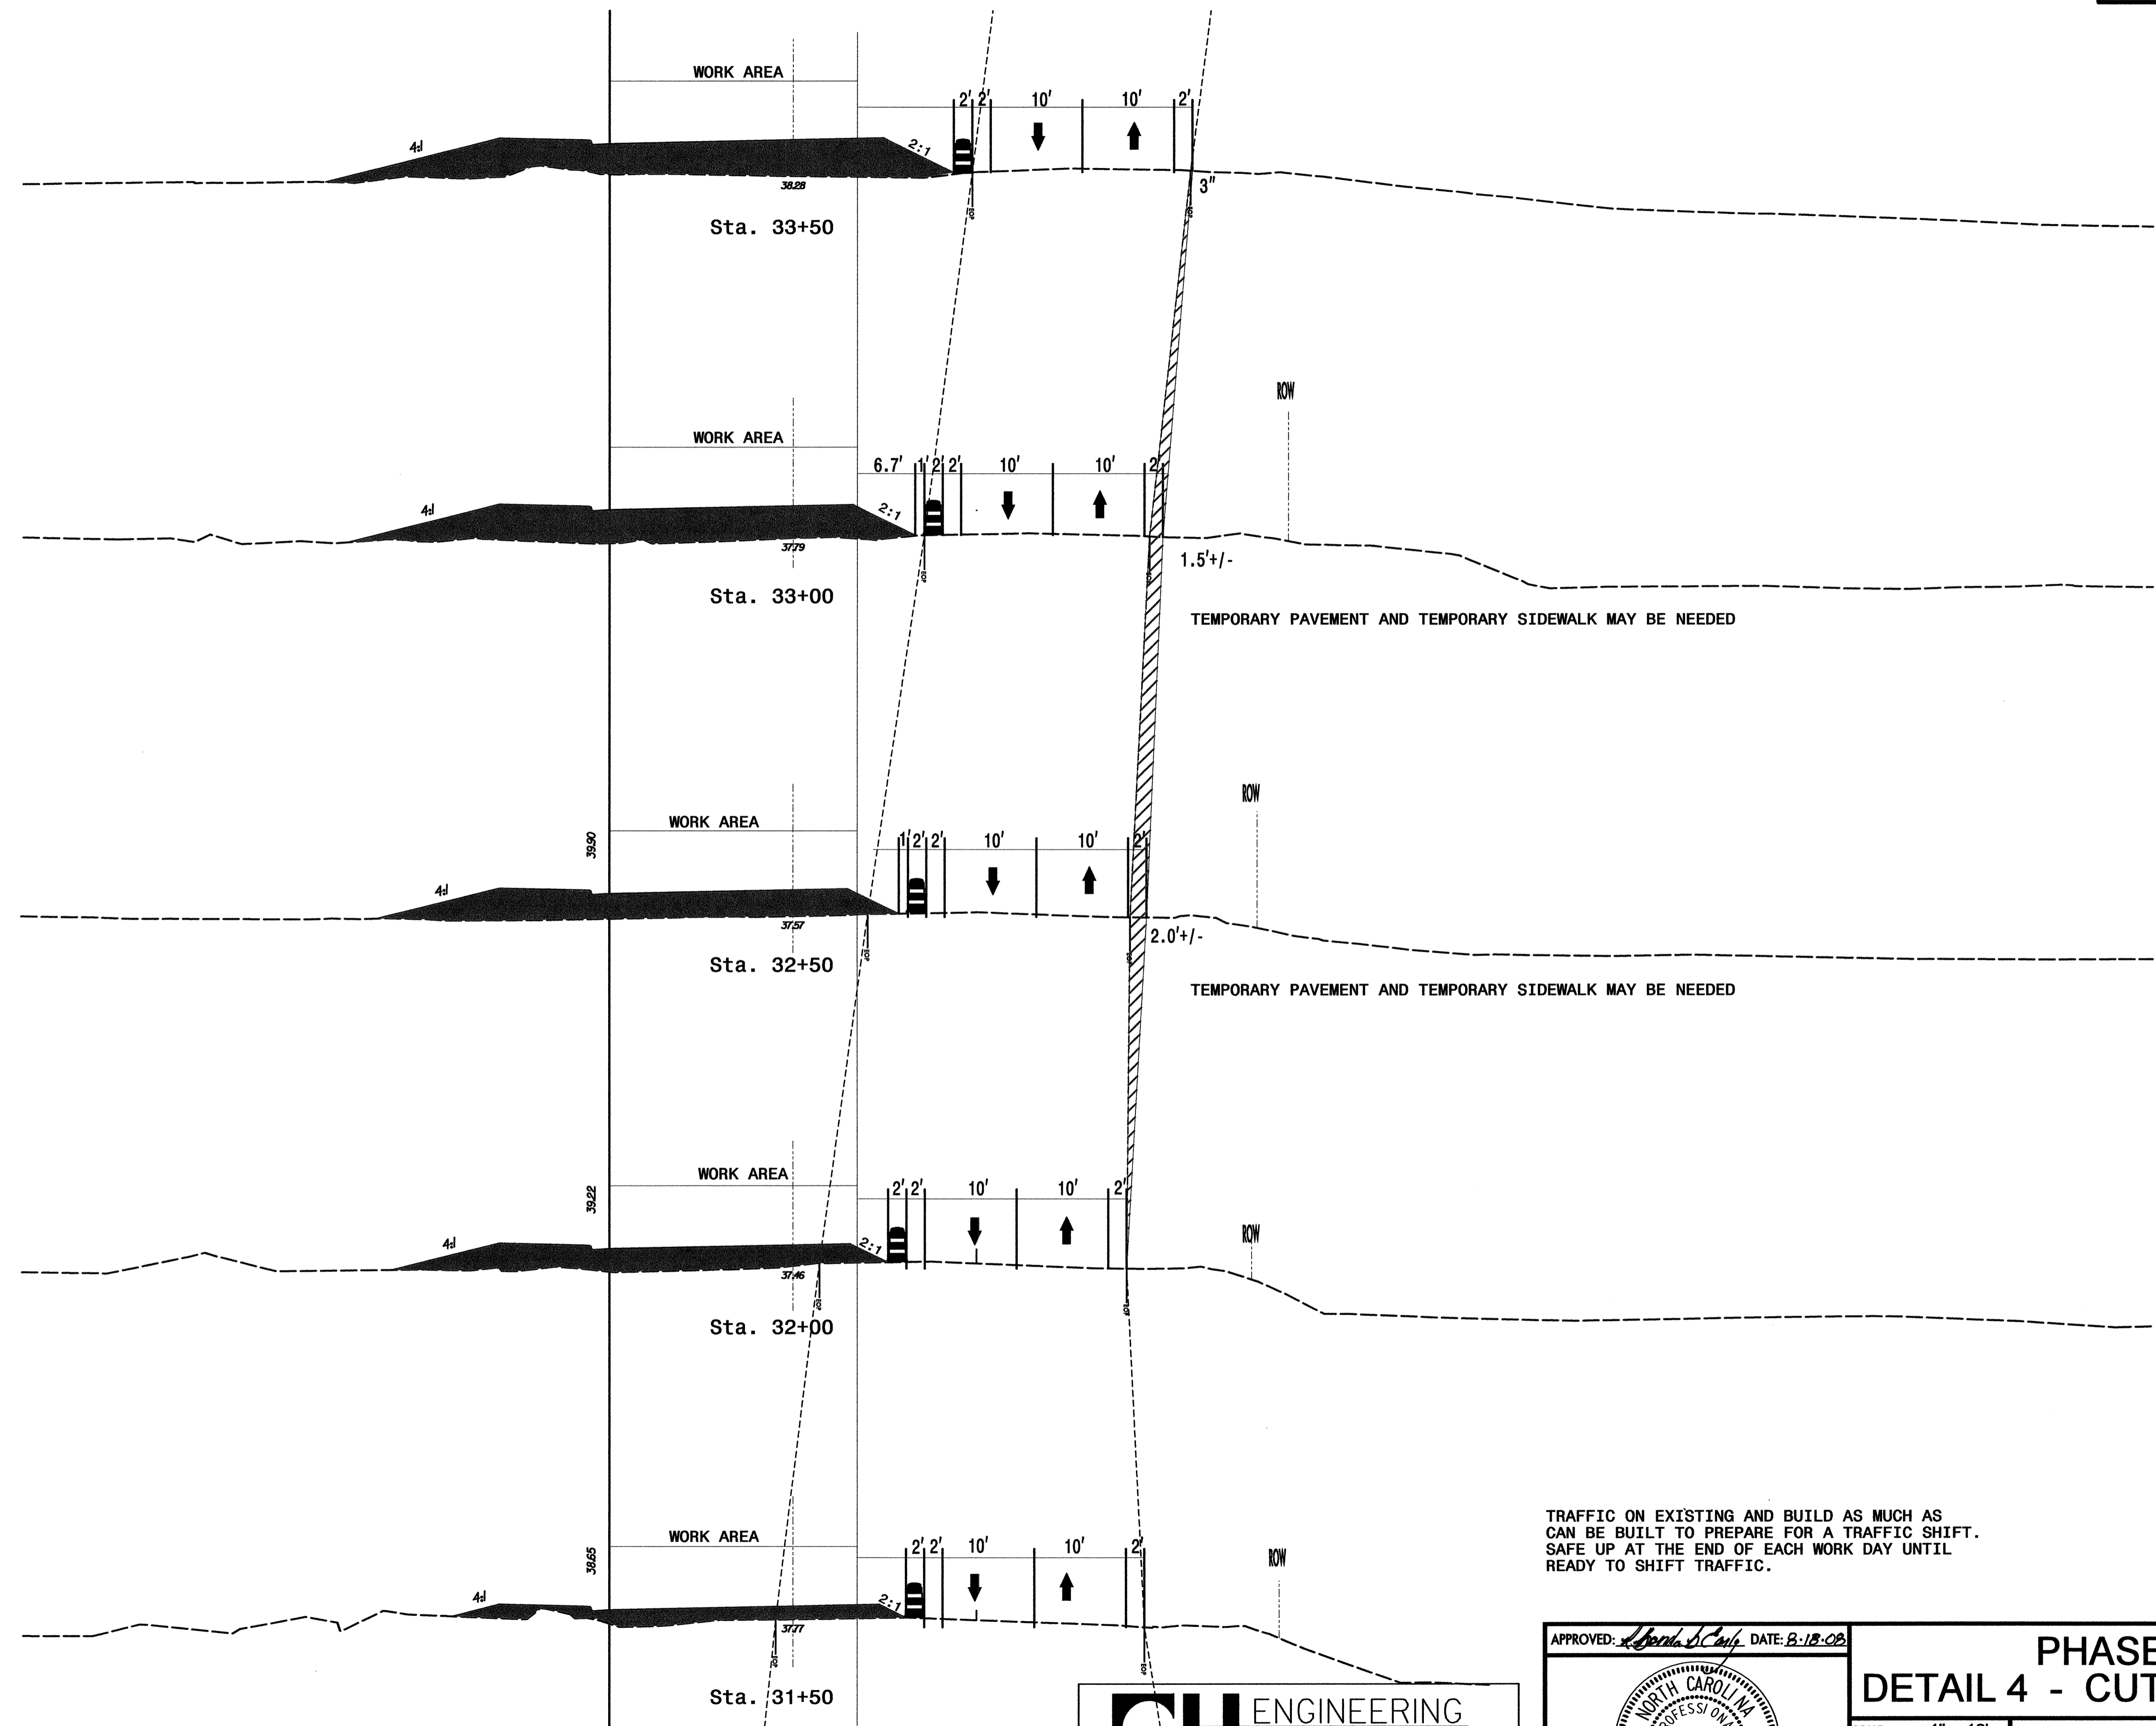 WORK AREA
2' 2' 10' 10' 2'
4:1
2:1
38.28
3"
EOP
EOP
Sta. 33+50
ROW
WORK AREA
6.7' 1' 2' 2' 10' 10' 2'
4:1
2:1
37.79
1.5'+/-
EOP
Sta. 33+00
TEMPORARY PAVEMENT AND TEMPORARY SIDEWALK MAY BE NEEDED
ROW
WORK AREA
39.90
1' 2' 2' 10' 10' 2'
4:1
37.57
2.0'+/-
EOP
Sta. 32+50
TEMPORARY PAVEMENT AND TEMPORARY SIDEWALK MAY BE NEEDED
WORK AREA
39.22
2' 2' 10' 10' 2'
ROW
4:1
2:1
37.46
EOP
EOP
Sta. 32+00
TRAFFIC ON EXISTING AND BUILD AS MUCH AS
CAN BE BUILT TO PREPARE FOR A TRAFFIC SHIFT.
SAFE UP AT THE END OF EACH WORK DAY UNTIL
READY TO SHIFT TRAFFIC.
WORK AREA
38.65
2' 2' 10' 10' 2'
ROW
4:1
2:1
37.77
EOP
EOP
Sta. 31+50
ENGINEERING
APPROVED: DATE: 8-18-08
NORTH CAROLINA
PHASE
DETAIL 4 - CUT